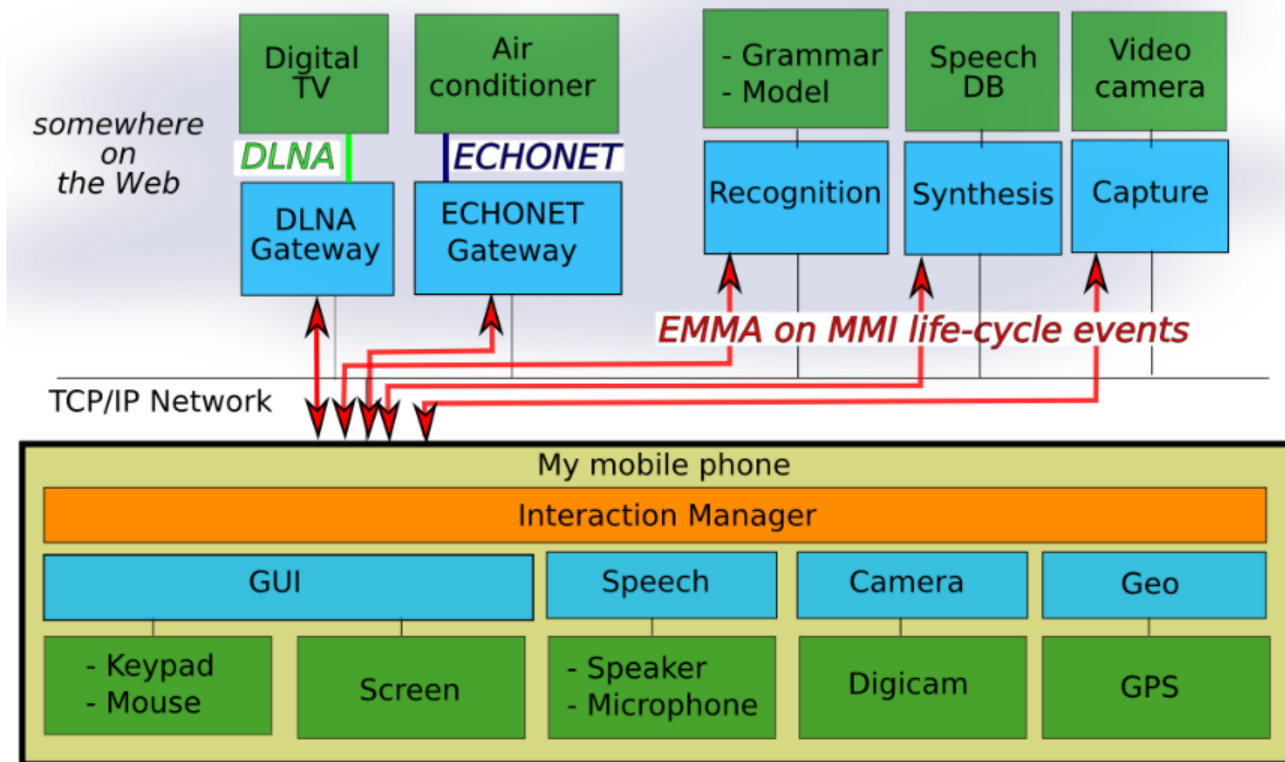 Digital
TV
Air
conditioner
- Grammar
- Model
Speech
DB
Video
camera
somewhere
on
the Web
DLNA
ECHONET
DLNA
Gateway
ECHONET
Gateway
Recognition
Synthesis
Capture
EMMA on MMI life-cycle events
TCP/IP Network
My mobile phone
Interaction Manager
GUI
Speech
Camera
Geo
- Keypad
- Mouse
Screen
- Speaker
- Microphone
Digicam
GPS